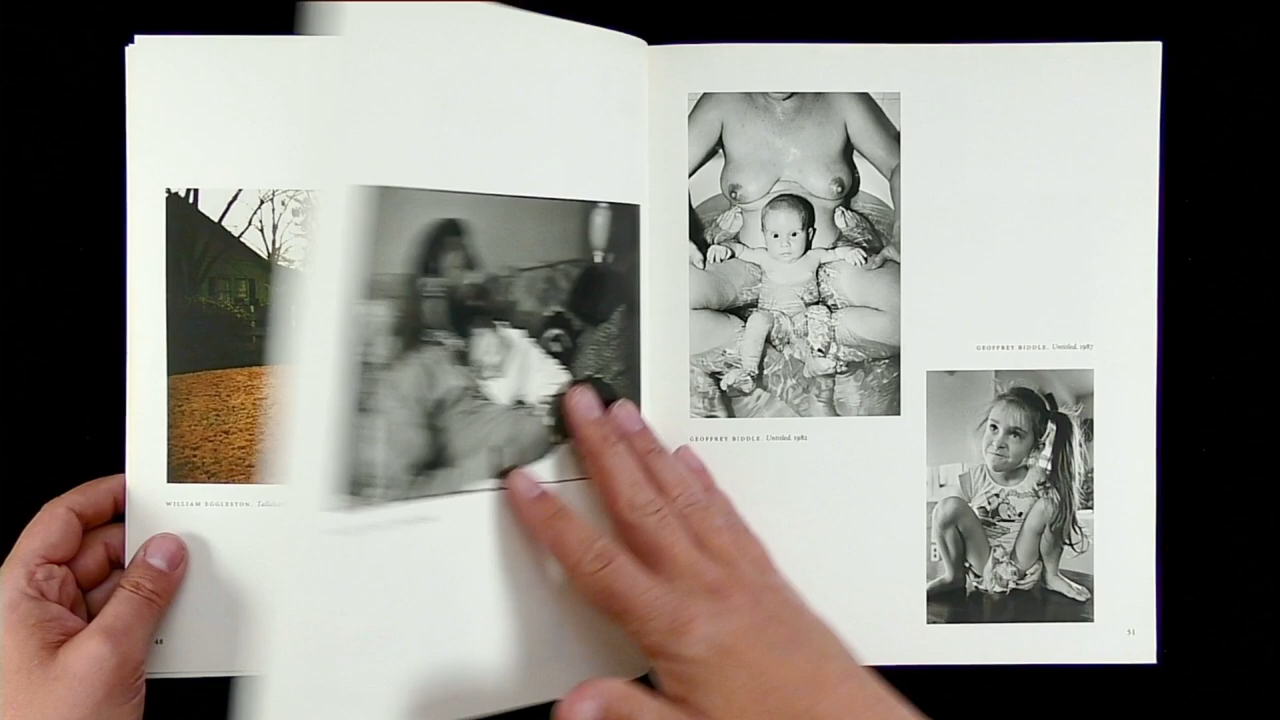 WILLIAM EGGLESTON.
48
GEOFFREY BIDDLE. Untitled. 1982
GEOFFREY BIDDLE. Untitled. 1987
51